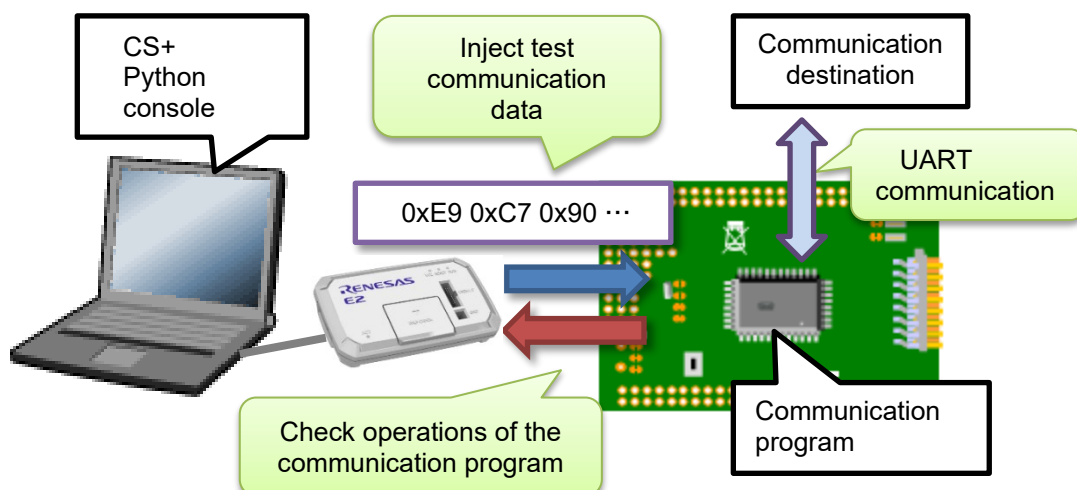 CS+
Python
console
Inject test
communication
data
Communication
destination
UART
communication
0xE9 0xC7 0x90 ···
RENESAS
E2
Check operations of the
communication program
Communication
program